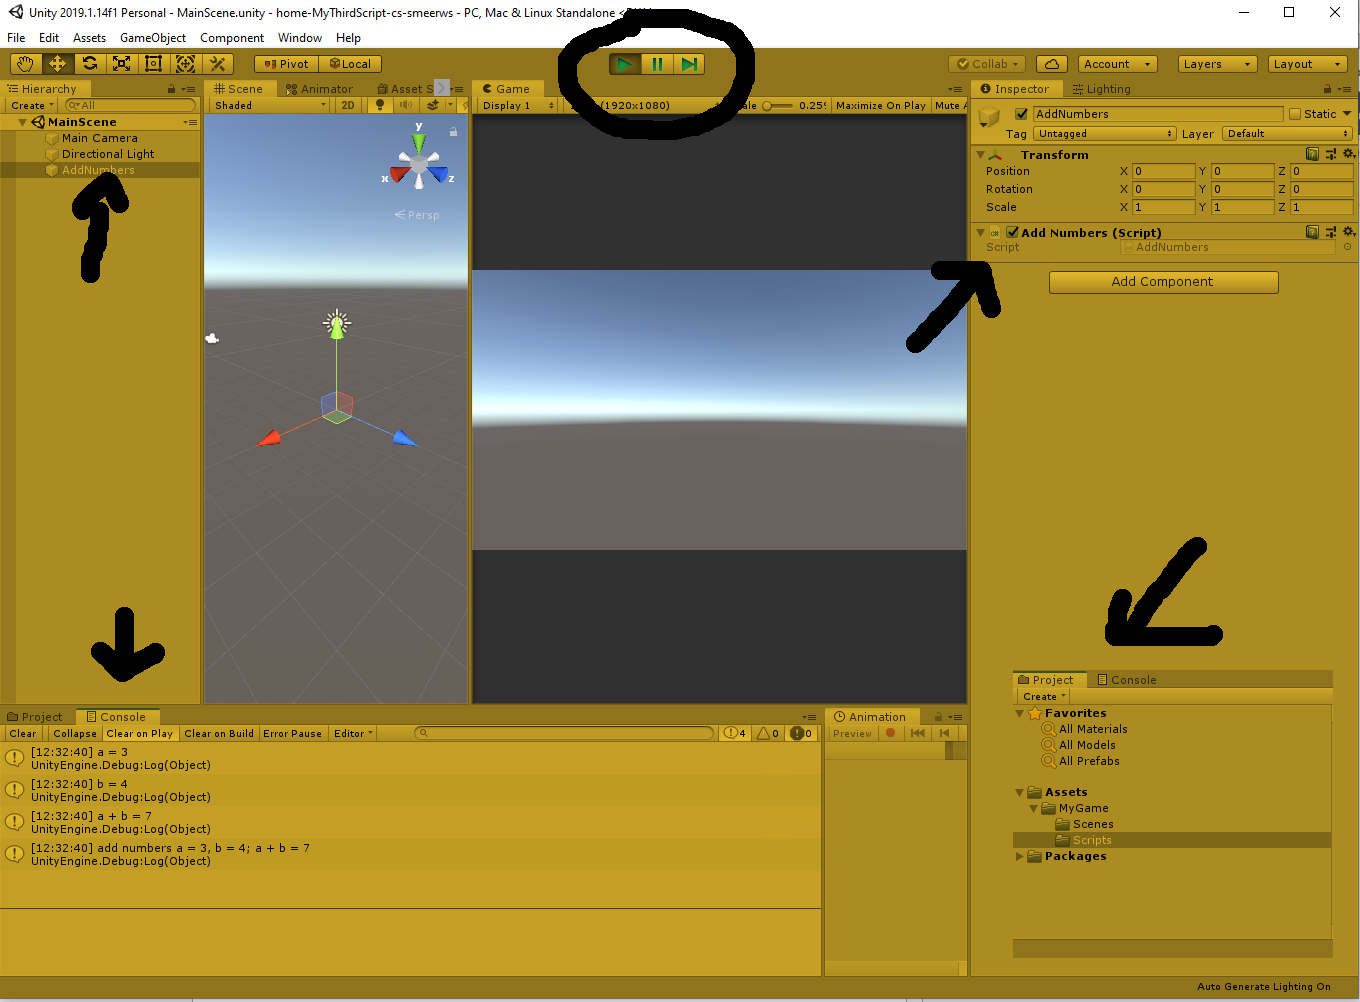 Unity 2019.1.14f1 Personal - MainScene.unity - home-MyThirdScript-cs-smeerws - PC, Mac & Linux Standalone
File Edit Assets GameObject Component Window Help
Pivot Local Collab Account Layers Layout
Hierarchy
Create All
MainScene
Main Camera
Directional Light
AddNumbers
Scene Animator Asset S
Shaded 2D
y
x z
Persp
Game
Display 1 (1920x1080) 0.25 Maximize On Play Mute A
Inspector Lighting
AddNumbers Static
Tag Untagged Layer Default
Transform
Position X 0 Y 0 Z 0
Rotation X 0 Y 0 Z 0
Scale X 1 Y 1 Z 1
Add Numbers (Script)
Script AddNumbers
Add Component
Project Console
Create
Favorites
All Materials
All Models
All Prefabs
Assets
MyGame
Scenes
Scripts
Packages
Project Console
Clear Collapse Clear on Play Clear on Build Error Pause Editor 4 0 0
[12:32:40] a = 3
UnityEngine.Debug:Log(Object)
[12:32:40] b = 4
UnityEngine.Debug:Log(Object)
[12:32:40] a + b = 7
UnityEngine.Debug:Log(Object)
[12:32:40] add numbers a = 3, b = 4; a + b = 7
UnityEngine.Debug:Log(Object)
Animation
Preview
Auto Generate Lighting On